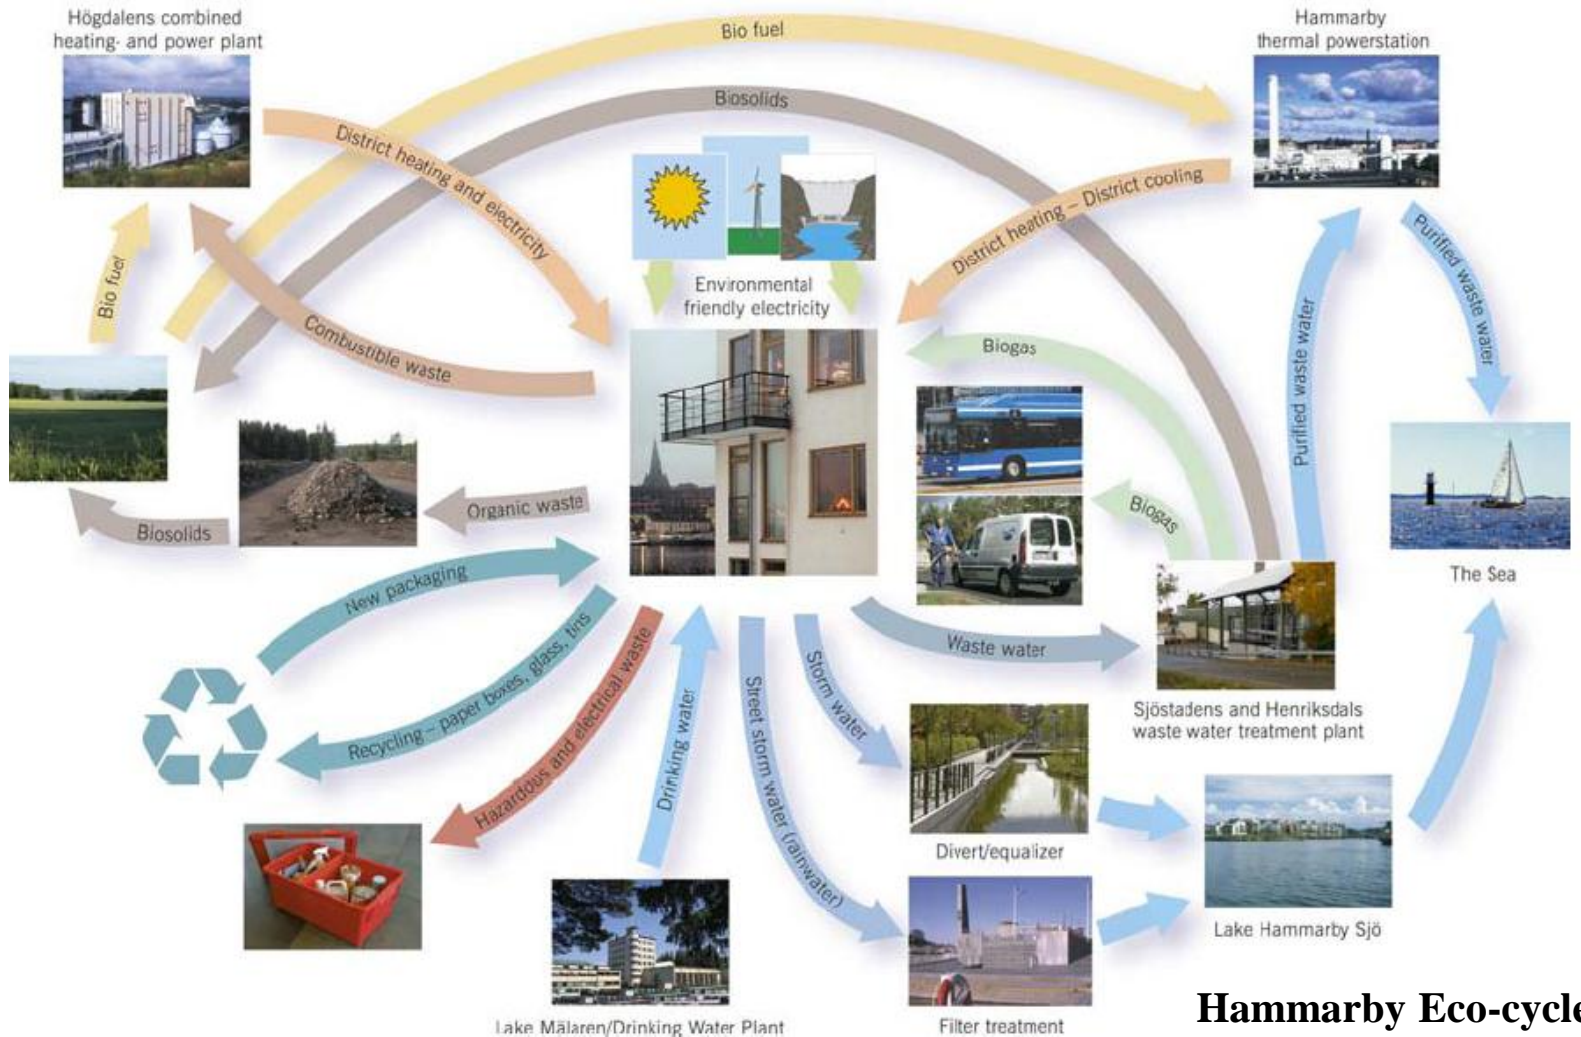 Högdalens combined
heating- and power plant
Hammarby
thermal powerstation
Bio fuel
Biosolids
District heating and electricity
District heating – District cooling
Purified waste water
Environmental
friendly electricity
Bio fuel
Combustible waste
Biogas
Purified waste water
Organic waste
Biosolids
Biogas
The Sea
New packaging
Recycling – paper boxes, glass, tins
Hazardous and electrical waste
Drinking water
Street storm water (rainwater)
Storm water
Waste water
Sjöstadens and Henriksdals
waste water treatment plant
Divert/equalizer
Lake Hammarby Sjö
Lake Mälaren/Drinking Water Plant
Filter treatment
Hammarby Eco-cycle